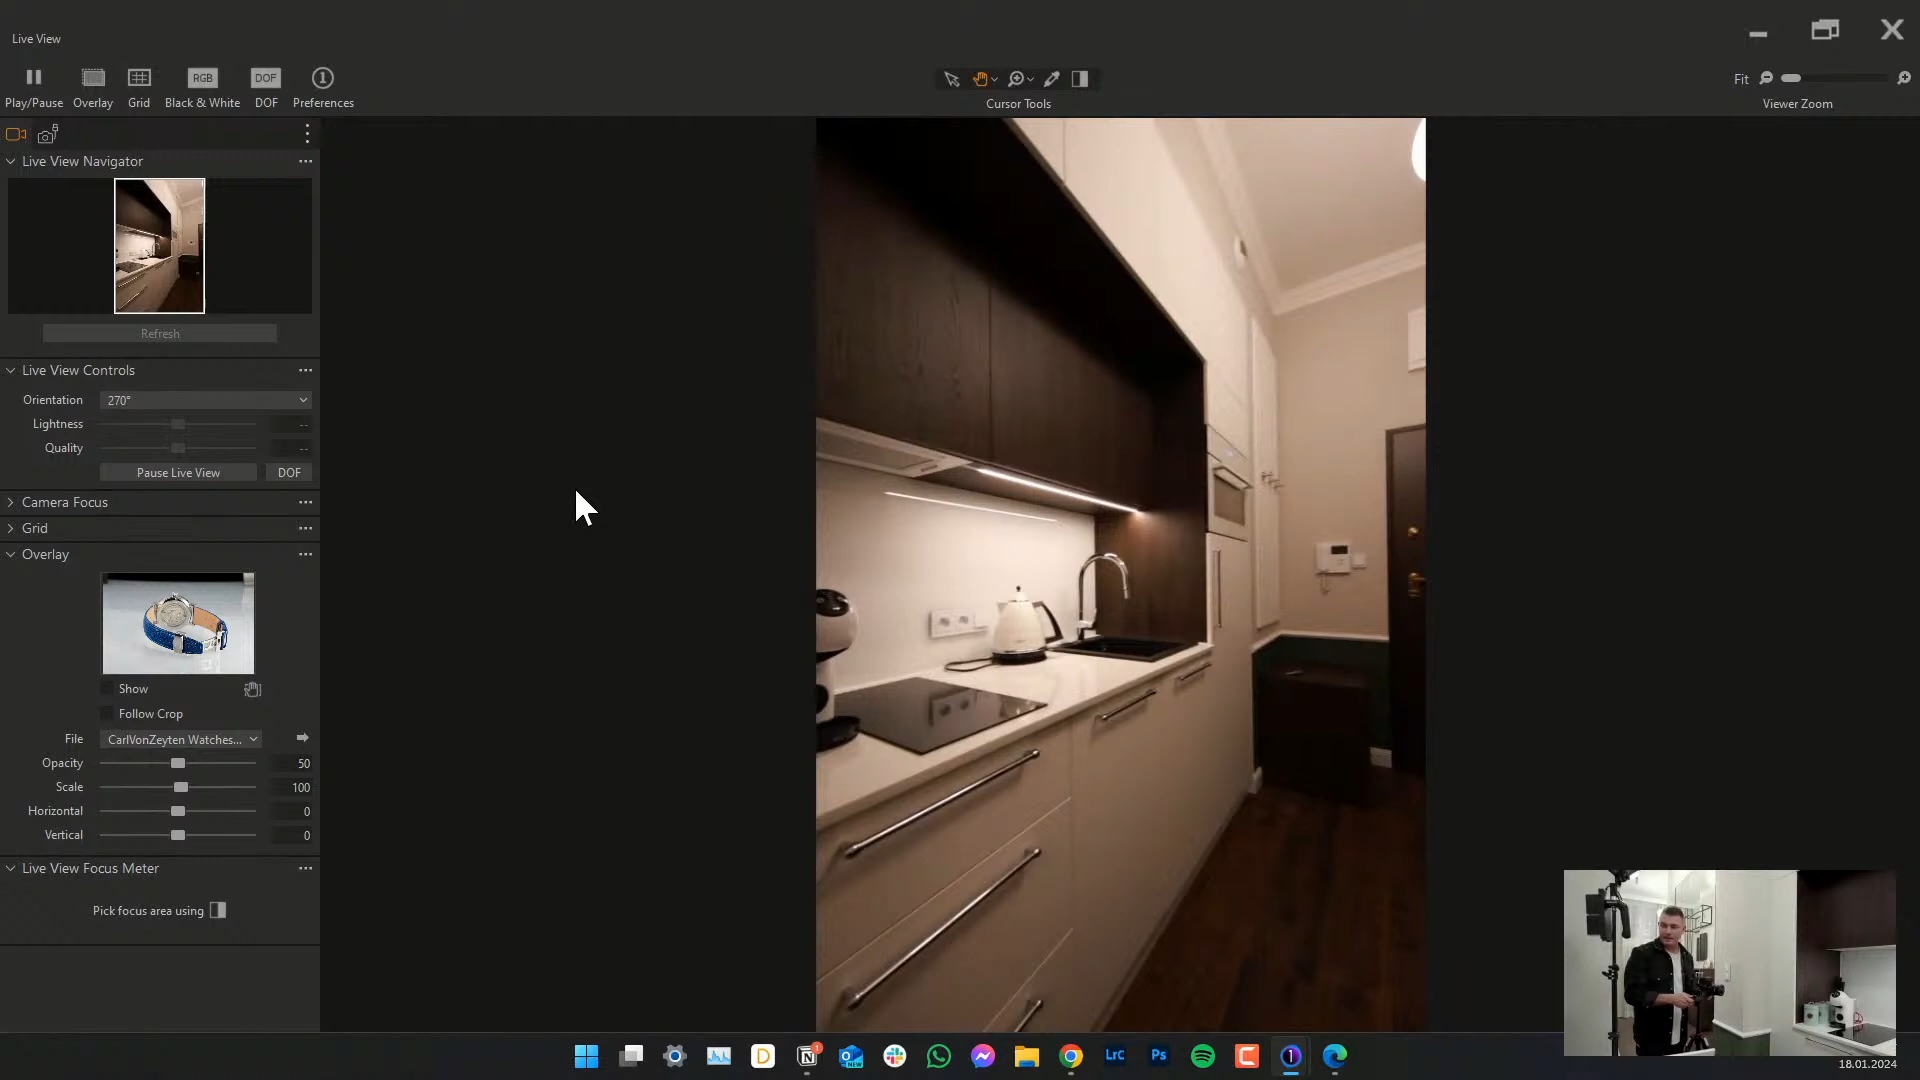 Live View
Play/Pause
Overlay
Grid
RGB
Black & White
DOF
DOF
Preferences
Cursor Tools
Fit
Viewer Zoom
Live View Navigator
Refresh
Live View Controls
Orientation
270°
Lightness
--
Quality
--
Pause Live View
DOF
Camera Focus
Grid
Overlay
Show
Follow Crop
File
CarlVonZeyten Watches...
Opacity
50
Scale
100
Horizontal
0
Vertical
0
Live View Focus Meter
Pick focus area using
D
N
1
NEW
LrC
Ps
C
1
18.01.2024